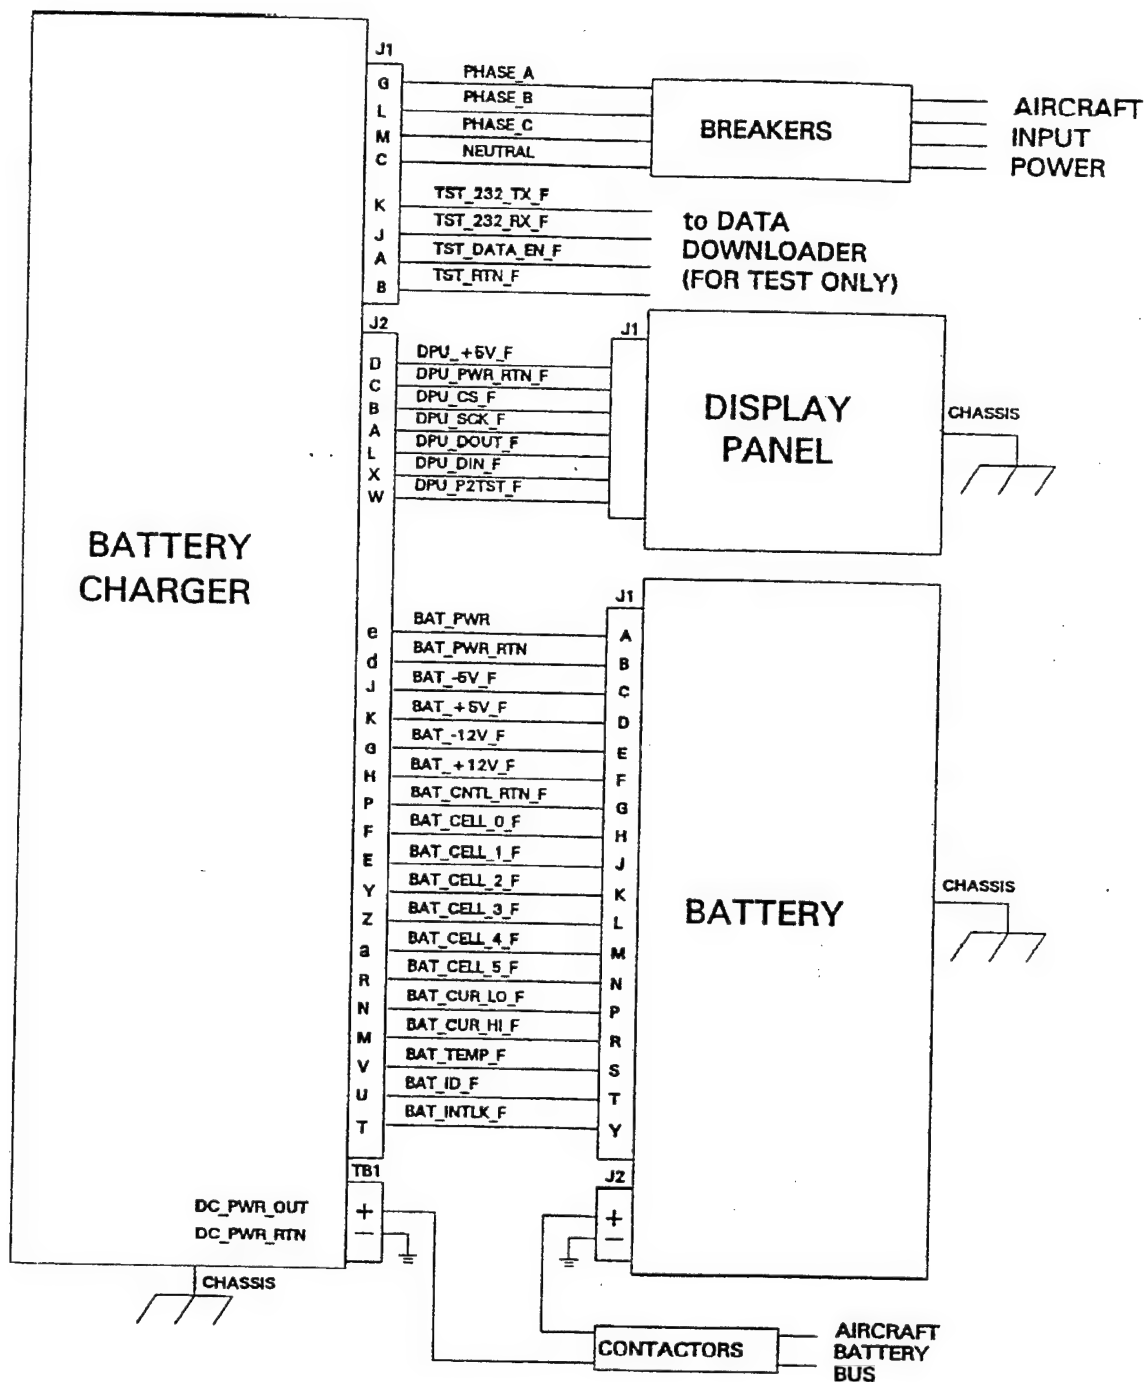 J1
G PHASE_A
L PHASE_B
M PHASE_C
C NEUTRAL
BREAKERS
AIRCRAFT
INPUT
POWER
K TST_232_TX_F
J TST_232_RX_F
A TST_DATA_EN_F
B TST_RTN_F
to DATA
DOWNLOADER
(FOR TEST ONLY)
J2
D DPU_+5V_F
C DPU_PWR_RTN_F
B DPU_CS_F
A DPU_SCK_F
L DPU_DOUT_F
X DPU_DIN_F
W DPU_P2TST_F
J1
DISPLAY
PANEL
CHASSIS
BATTERY
CHARGER
J1
e BAT_PWR A
d BAT_PWR_RTN B
J BAT_-5V_F C
K BAT_+5V_F D
G BAT_-12V_F E
H BAT_+12V_F F
P BAT_CNTL_RTN_F G
F BAT_CELL_0_F H
E BAT_CELL_1_F J
Y BAT_CELL_2_F K
Z BAT_CELL_3_F L
a BAT_CELL_4_F M
R BAT_CELL_5_F N
N BAT_CUR_LO_F P
M BAT_CUR_HI_F R
V BAT_TEMP_F S
U BAT_ID_F T
T BAT_INTLK_F Y
BATTERY
CHASSIS
TB1
DC_PWR_OUT +
DC_PWR_RTN −
J2
+
−
CHASSIS
CONTACTORS
AIRCRAFT
BATTERY
BUS